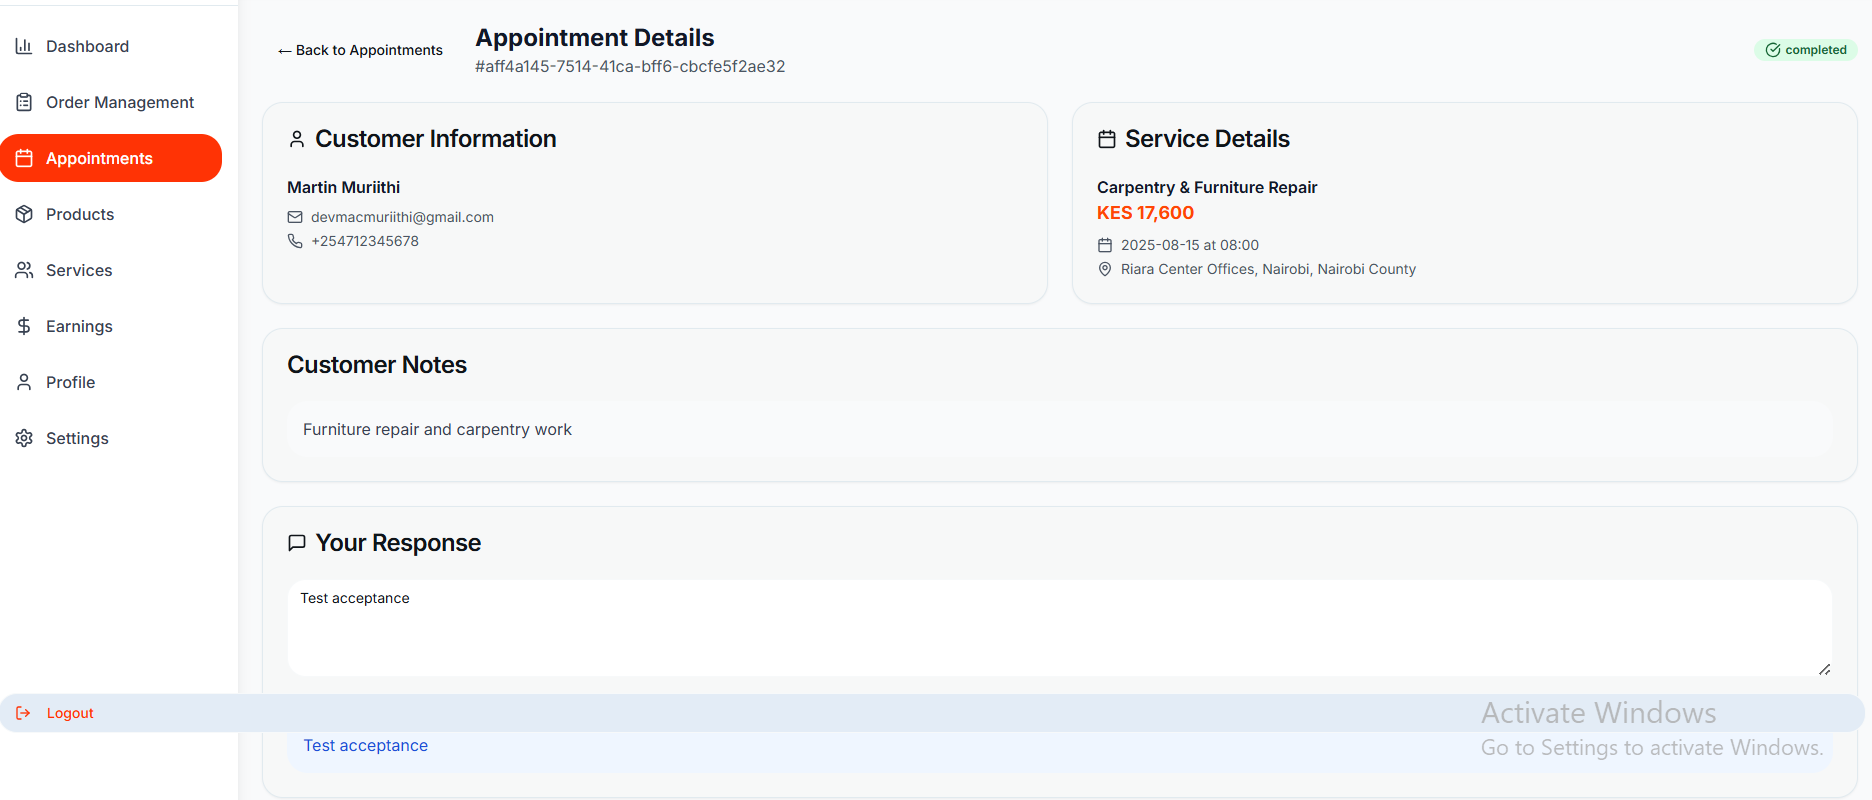 Dashboard
Order Management
Appointments
Products
Services
Earnings
Profile
Settings
Logout
← Back to Appointments
Appointment Details
#aff4a145-7514-41ca-bff6-cbcfe5f2ae32
completed
Customer Information
Martin Muriithi
devmacmuriithi@gmail.com
+254712345678
Service Details
Carpentry & Furniture Repair
KES 17,600
2025-08-15 at 08:00
Riara Center Offices, Nairobi, Nairobi County
Customer Notes
Furniture repair and carpentry work
Your Response
Test acceptance
Test acceptance
Activate Windows
Go to Settings to activate Windows.